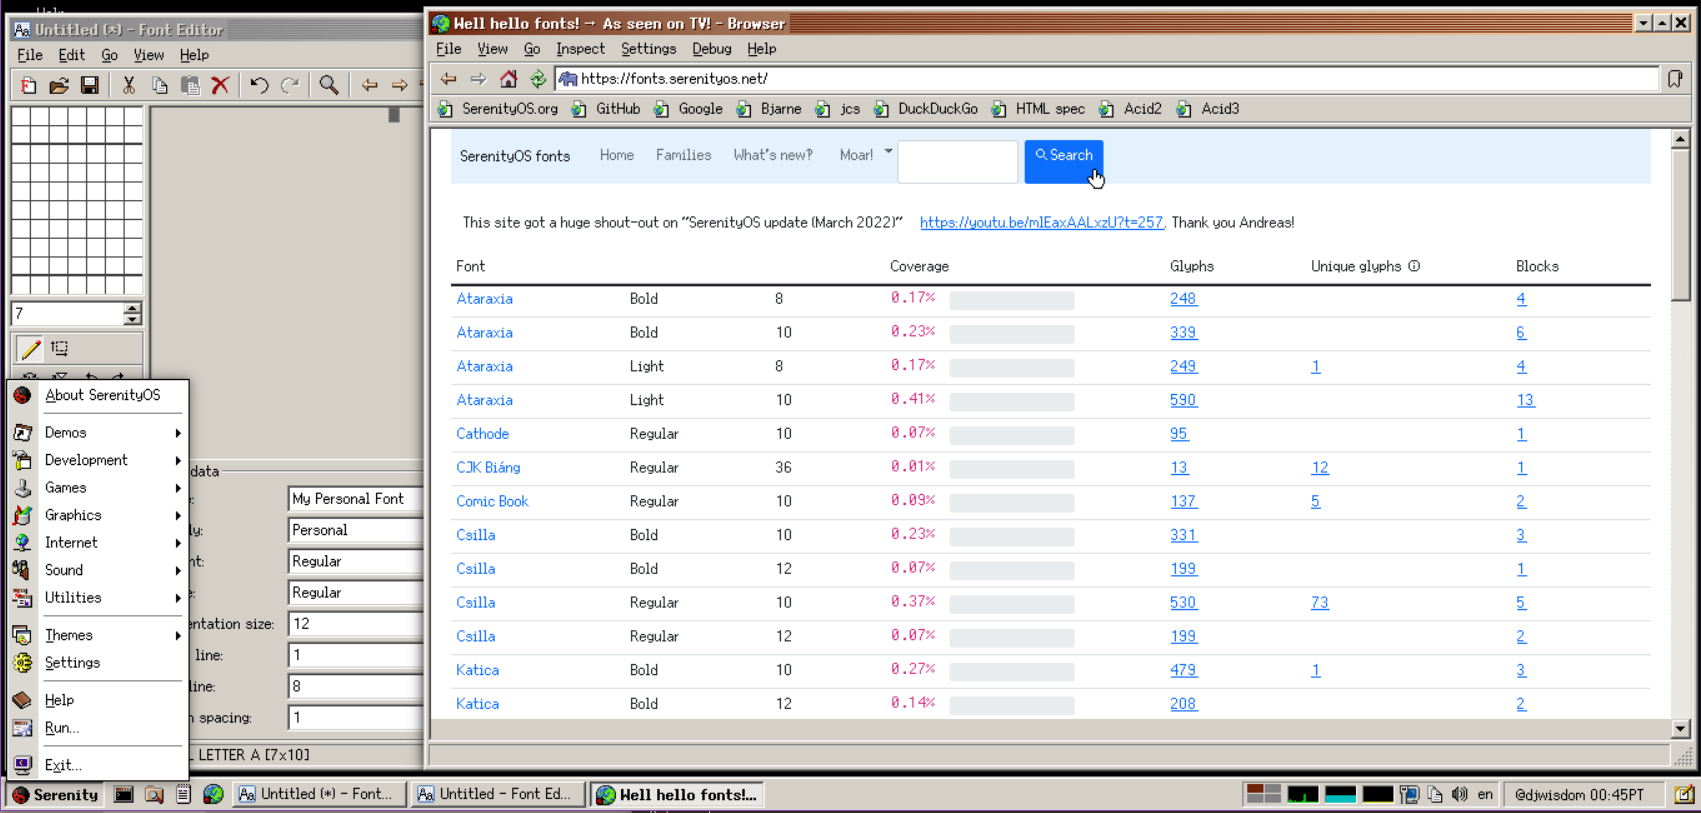 Untitled (*) - Font Editor
File Edit Go View Help
7
My Personal Font
Personal
Regular
Regular
12
line: 1
8
spacing: 1
LETTER A [7x10]
About SerenityOS
Demos
Development
Games
Graphics
Internet
Sound
Utilities
Themes
Settings
Help
Run...
Exit...
Well hello fonts! → As seen on TV! - Browser
File View Go Inspect Settings Debug Help
https://fonts.serenityos.net/
SerenityOS.org GitHub Google Bjarne jcs DuckDuckGo HTML spec Acid2 Acid3
SerenityOS fonts Home Families What's new? Moar! Search
This site got a huge shout-out on "SerenityOS update (March 2022)" https://youtu.be/mlEaxAALxzU?t=257. Thank you Andreas!
Font Coverage Glyphs Unique glyphs Blocks
Ataraxia Bold 8 0.17% 248 4
Ataraxia Bold 10 0.23% 339 6
Ataraxia Light 8 0.17% 249 1 4
Ataraxia Light 10 0.41% 590 13
Cathode Regular 10 0.07% 95 1
CJK Biáng Regular 36 0.01% 13 12 1
Comic Book Regular 10 0.09% 137 5 2
Csilla Bold 10 0.23% 331 3
Csilla Bold 12 0.07% 199 1
Csilla Regular 10 0.37% 530 73 5
Csilla Regular 12 0.07% 199 2
Katica Bold 10 0.27% 479 1 3
Katica Bold 12 0.14% 208 2
Serenity Untitled (*) - Font... Untitled - Font Ed... Well hello fonts!... en @djwisdom 00:45PT